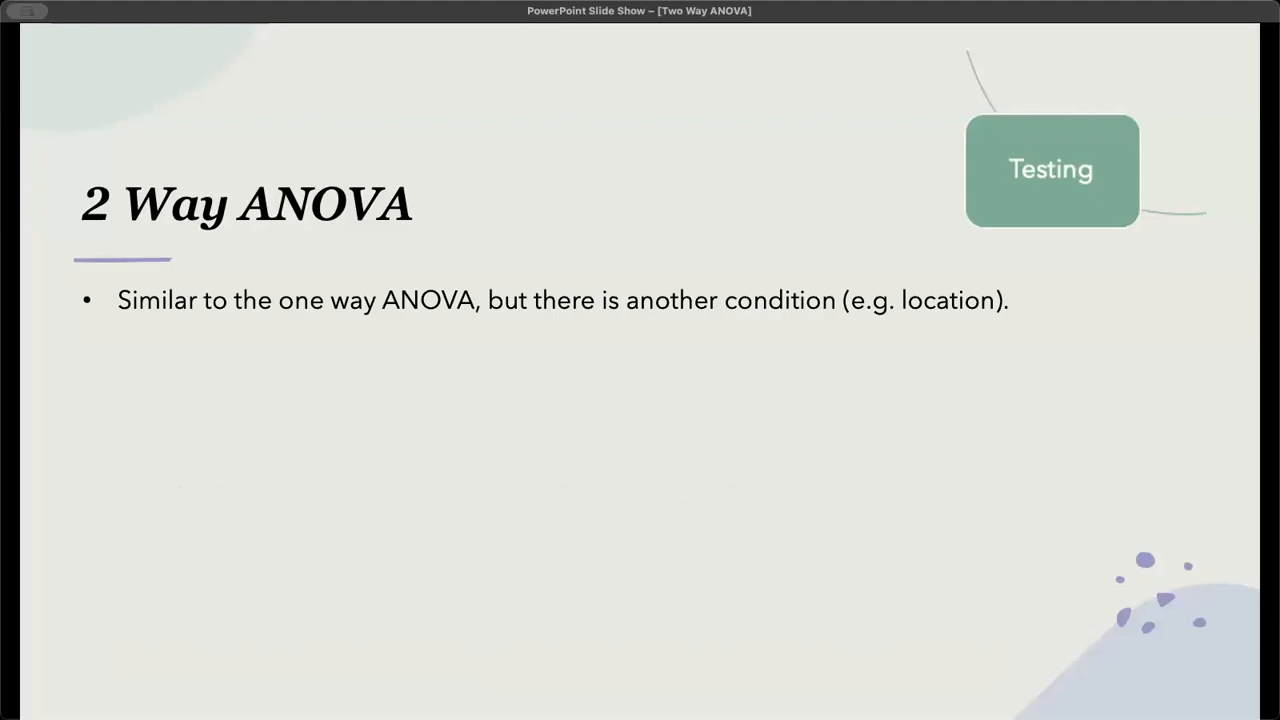 PowerPoint Slide Show – [Two Way ANOVA]
Testing
2 Way ANOVA
• Similar to the one way ANOVA, but there is another condition (e.g. location).